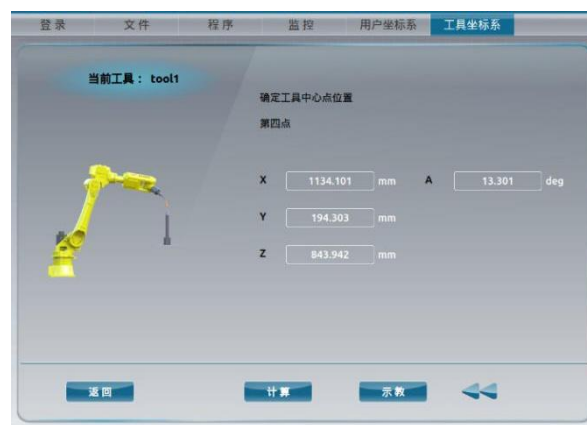 登录 文件 程序 监控 用户坐标系 工具坐标系
当前工具： tool1
确定工具中心点位置
第四点
X 1134.101 mm A 13.301 deg
Y 194.303 mm
Z 843.942 mm
返回 计算 示教